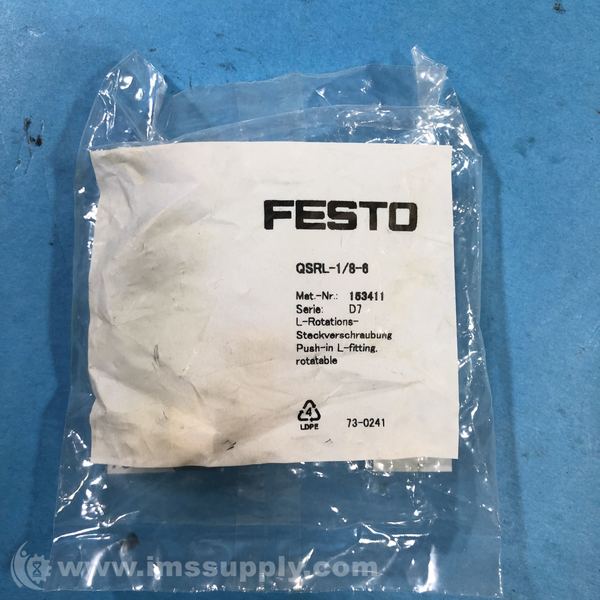 FESTO
QSRL-1/8-6
Mat.-Nr.: 153411
Serie: D7
L-Rotations-
Steckverschraubung
Push-in L-fitting,
rotatable
4
LDPE
73-0241
www.imssupply.com